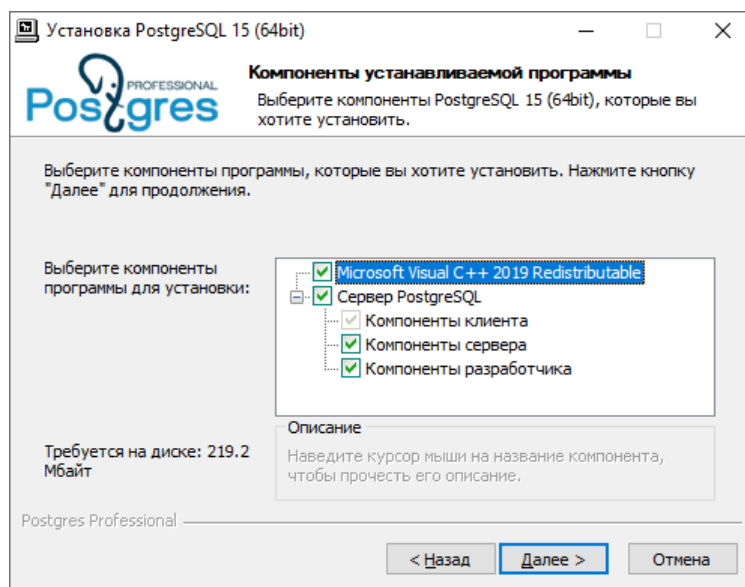 Установка PostgreSQL 15 (64bit)
PROFESSIONAL
Postgres
Компоненты устанавливаемой программы
Выберите компоненты PostgreSQL 15 (64bit), которые вы
хотите установить.
Выберите компоненты программы, которые вы хотите установить. Нажмите кнопку
"Далее" для продолжения.
Выберите компоненты
программы для установки:
Microsoft Visual C++ 2019 Redistributable
Сервер PostgreSQL
Компоненты клиента
Компоненты сервера
Компоненты разработчика
Требуется на диске: 219.2
Мбайт
Описание
Наведите курсор мыши на название компонента,
чтобы прочесть его описание.
Postgres Professional
< Назад
Далее >
Отмена